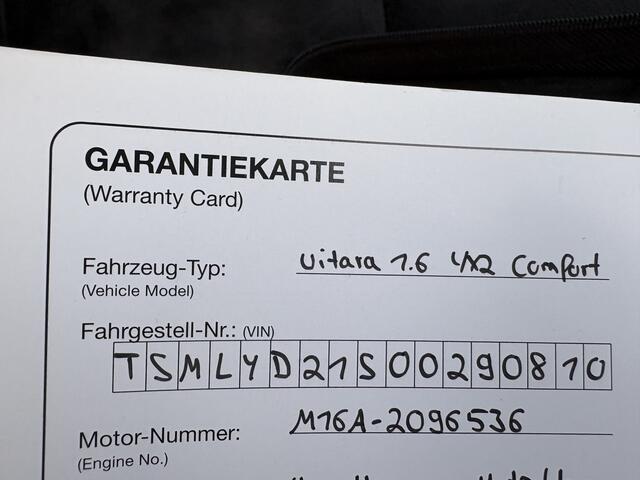 GARANTIEKARTE
(Warranty Card)
Fahrzeug-Typ: Vitara 1.6 4x2 Comfort
(Vehicle Model)
Fahrgestell-Nr.: (VIN)
TSMLYD21S00290810
Motor-Nummer: M16A-2096536
(Engine No.)